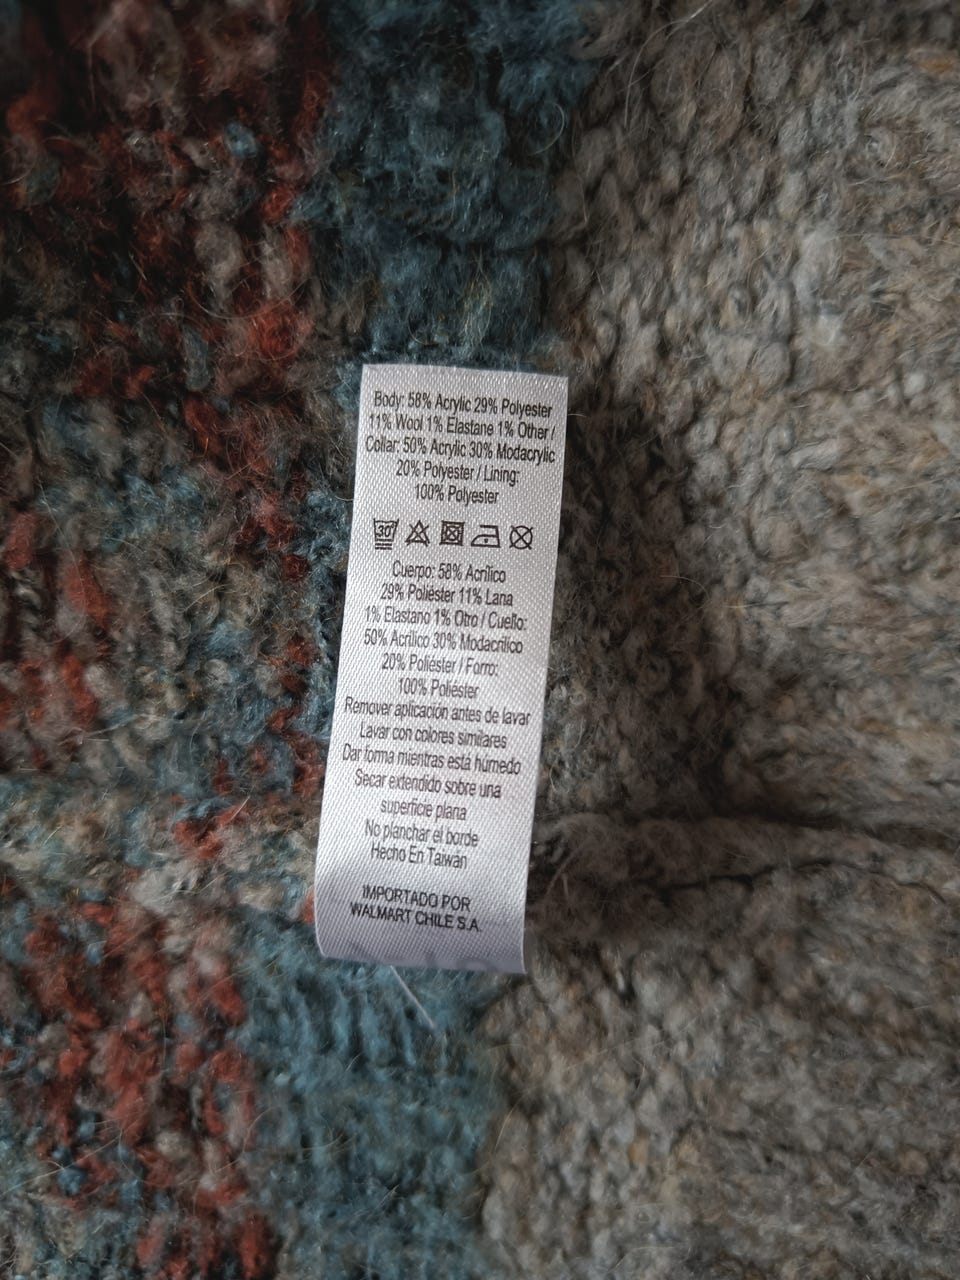 Body: 58% Acrylic 29% Polyester
11% Wool 1% Elastane 1% Other /
Collar: 50% Acrylic 30% Modacrylic
20% Polyester / Lining:
100% Polyester
30
Cuerpo: 58% Acrílico
29% Poliéster 11% Lana
1% Elastano 1% Otro / Cuello:
50% Acrílico 30% Modacrílico
20% Poliéster / Forro:
100% Poliéster
Remover aplicación antes de lavar
Lavar con colores similares
Dar forma mientras está húmedo
Secar extendido sobre una
superficie plana
No planchar el borde
Hecho En Taiwán
IMPORTADO POR
WALMART CHILE S.A.